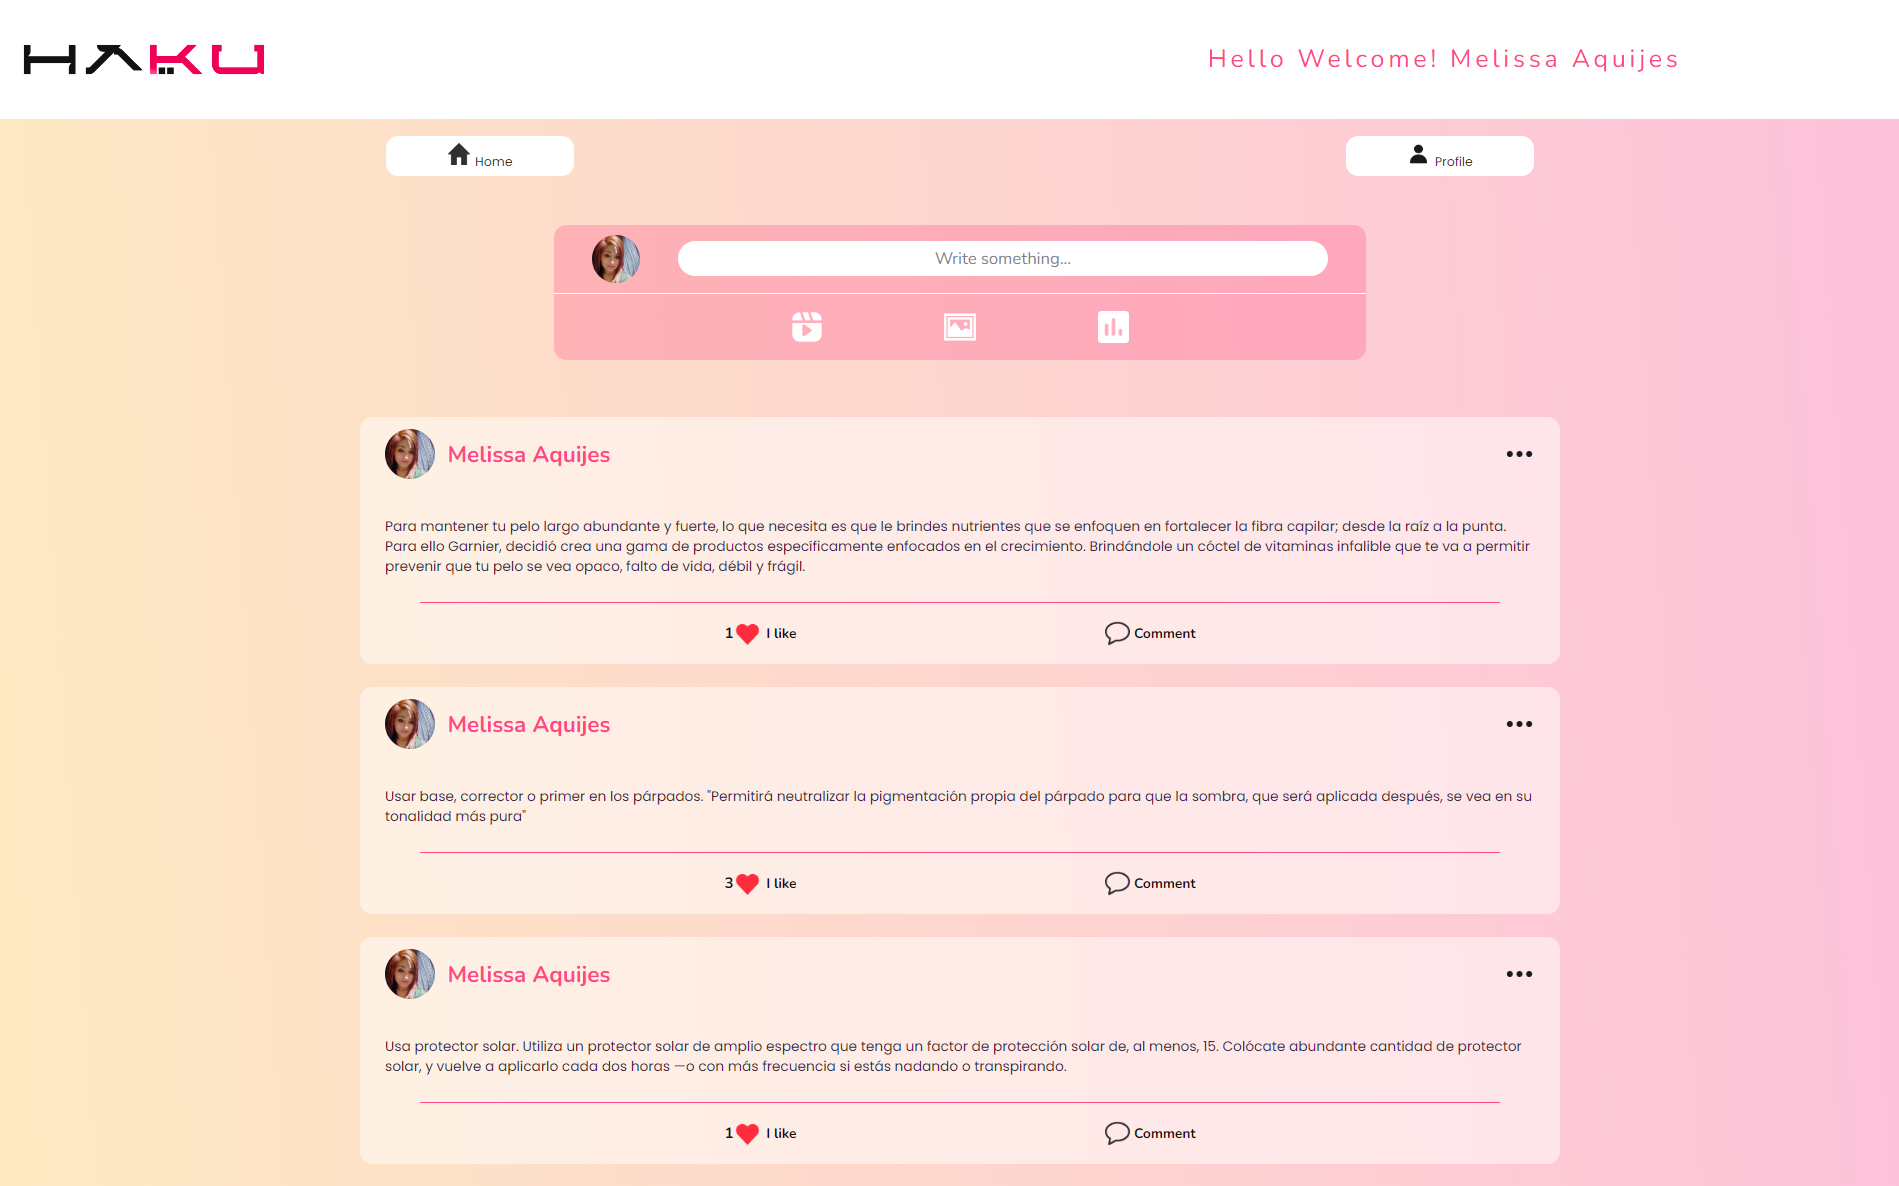 HAKU
Hello Welcome! Melissa Aquijes
Home
Profile
Write something...
Melissa Aquijes
Para mantener tu pelo largo abundante y fuerte, lo que necesita es que le brindes nutrientes que se enfoquen en fortalecer la fibra capilar; desde la raíz a la punta.
Para ello Garnier, decidió crea una gama de productos específicamente enfocados en el crecimiento. Brindándole un cóctel de vitaminas infalible que te va a permitir
prevenir que tu pelo se vea opaco, falto de vida, débil y frágil.
1 I like
Comment
Melissa Aquijes
Usar base, corrector o primer en los párpados. "Permitirá neutralizar la pigmentación propia del párpado para que la sombra, que será aplicada después, se vea en su
tonalidad más pura"
3 I like
Comment
Melissa Aquijes
Usa protector solar. Utiliza un protector solar de amplio espectro que tenga un factor de protección solar de, al menos, 15. Colócate abundante cantidad de protector
solar, y vuelve a aplicarlo cada dos horas —o con más frecuencia si estás nadando o transpirando.
1 I like
Comment